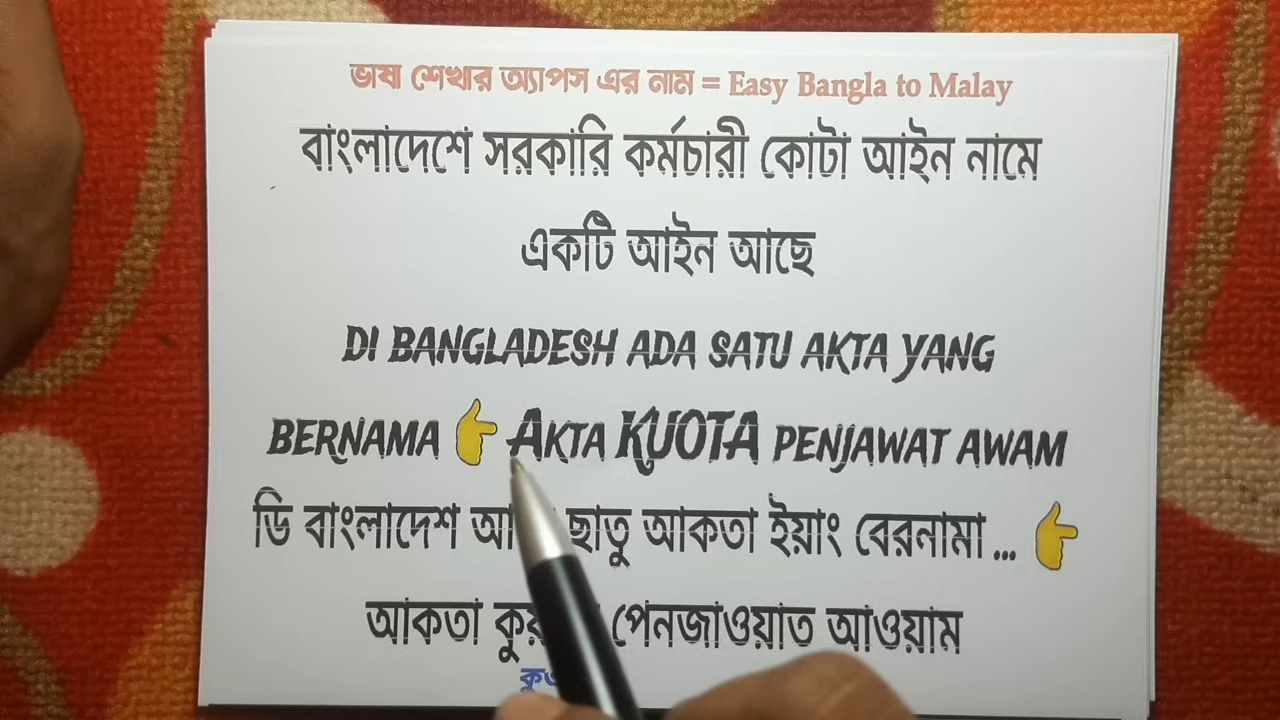 ভাষা শেখার অ্যাপস এর নাম = Easy Bangla to Malay
বাংলাদেশে সরকারি কর্মচারী কোটা আইন নামে
একটি আইন আছে
DI BANGLADESH ADA SATU AKTA YANG
BERNAMA 👉 AKTA KUOTA PENJAWAT AWAM
ডি বাংলাদেশ ছাতু আকতা ইয়াং বেরনামা... 👉
আকতা পেনজাওয়াত আওয়াম